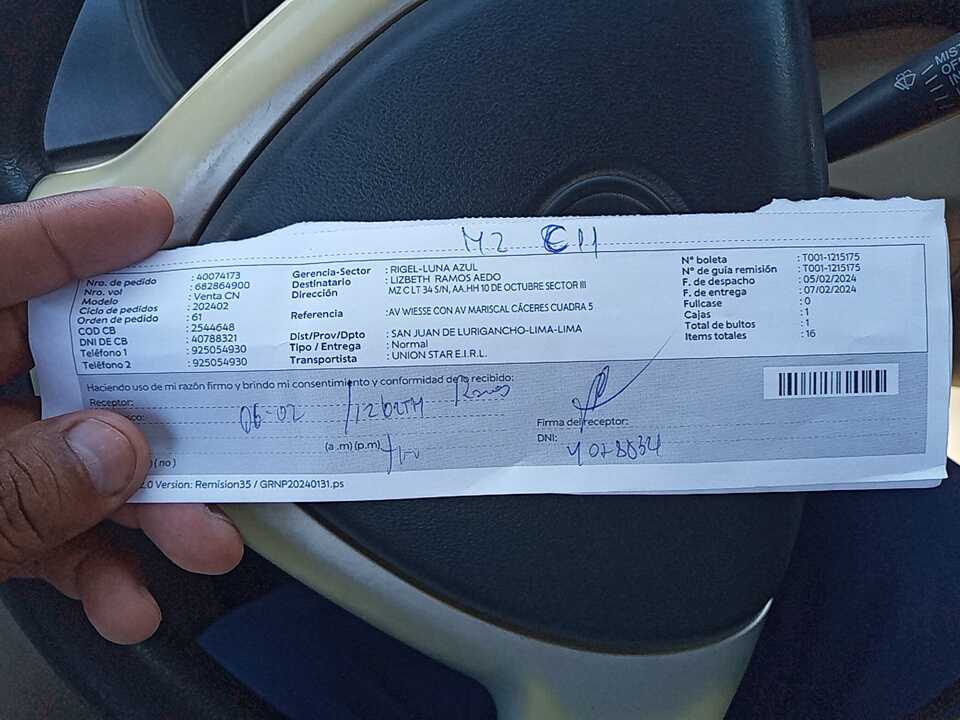 MZ C11
Nro. de pedido : 40074173
Nro. vol : 682864900
Modelo : Venta CN
Ciclo de pedidos : 202402
Orden de pedido : 61
COD CB : 2544648
DNI DE CB : 40788321
Teléfono 1 : 925054930
Teléfono 2 : 925054930
Gerencia-Sector : RIGEL-LUNA AZUL
Destinatario : LIZBETH RAMOS AEDO
Dirección MZ C LT 34 S/N, AA.HH 10 DE OCTUBRE SECTOR III
Referencia : AV WIESSE CON AV MARISCAL CÁCERES CUADRA 5
Dist/Prov/Dpto : SAN JUAN DE LURIGANCHO-LIMA-LIMA
Tipo / Entrega : Normal
Transportista : UNION STAR E.I.R.L.
N° boleta : T001-1215175
N° de guía remisión : T001-1215175
F. de despacho : 05/02/2024
F. de entrega : 07/02/2024
Fullcase : 0
Cajas : 1
Total de bultos : 1
Items totales : 16
Haciendo uso de mi razón firmo y brindo mi consentimiento y conformidad de lo recibido:
Receptor:
06-02 Lizbeth Ramos
Firma del receptor:
(a .m) (p.m)
DNI:
) ( no )
2.0 Version: Remision35 / GRNP20240131.ps
MIST
OFF